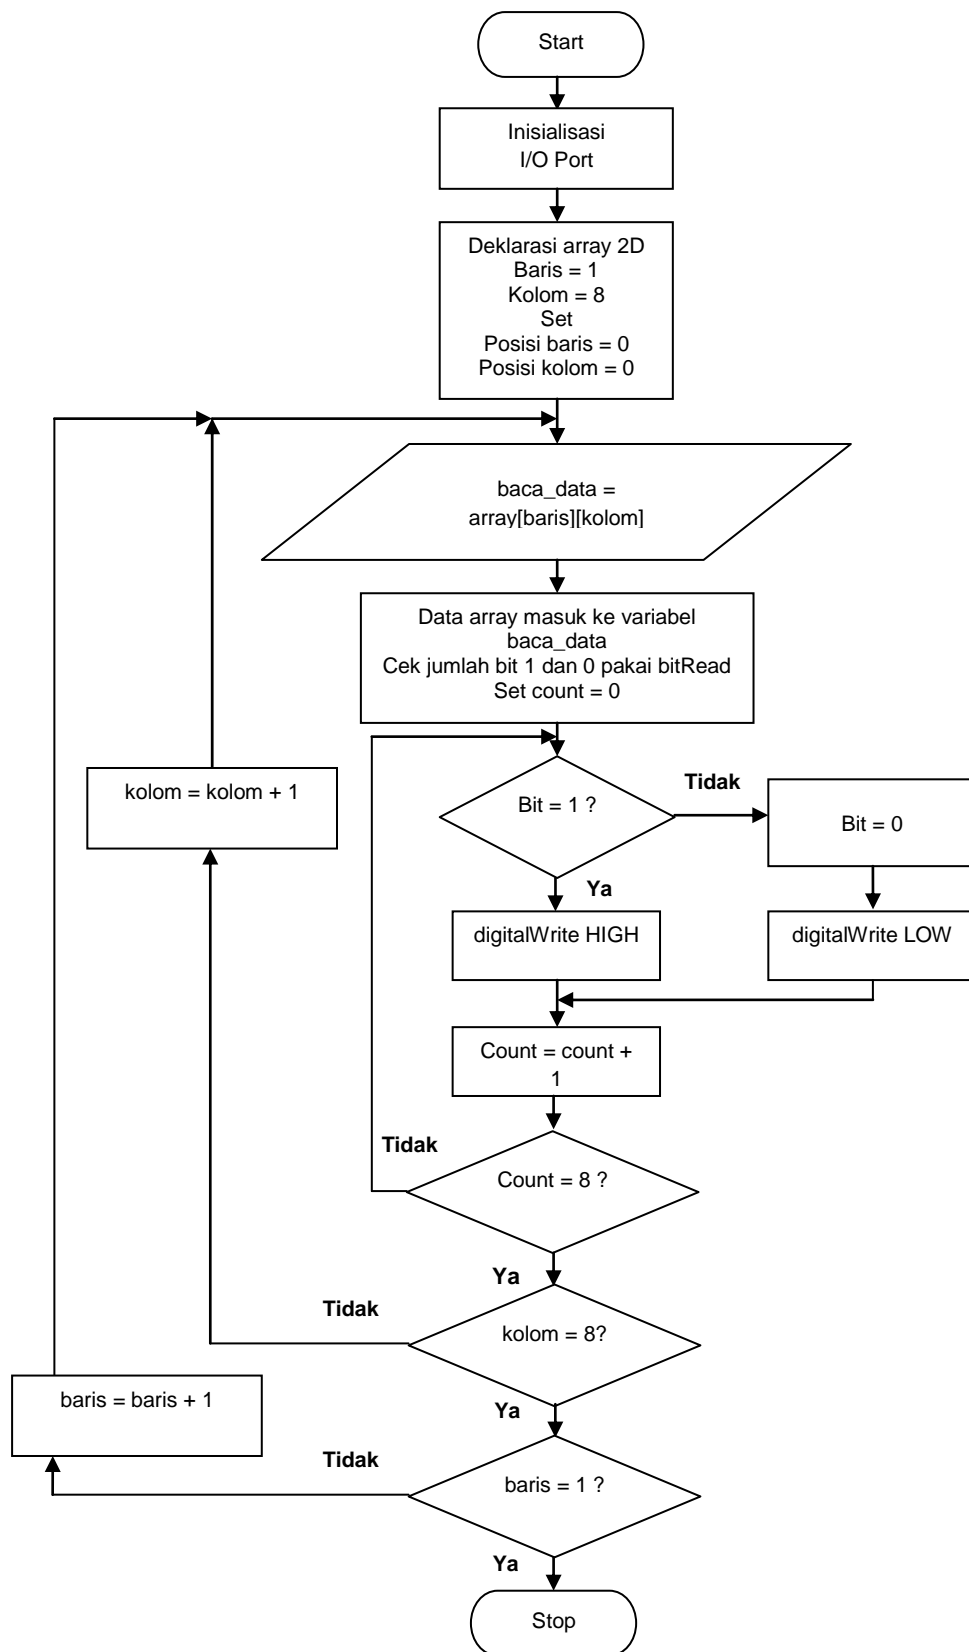 Start
Inisialisasi
I/O Port
Deklarasi array 2D
Baris = 1
Kolom = 8
Set
Posisi baris = 0
Posisi kolom = 0
baca_data =
array[baris][kolom]
Data array masuk ke variabel
baca_data
Cek jumlah bit 1 dan 0 pakai bitRead
Set count = 0
kolom = kolom + 1
Bit = 1 ?
Tidak
Bit = 0
Ya
digitalWrite HIGH
digitalWrite LOW
Count = count +
1
Tidak
Count = 8 ?
Ya
Tidak
kolom = 8?
baris = baris + 1
Ya
Tidak
baris = 1 ?
Ya
Stop